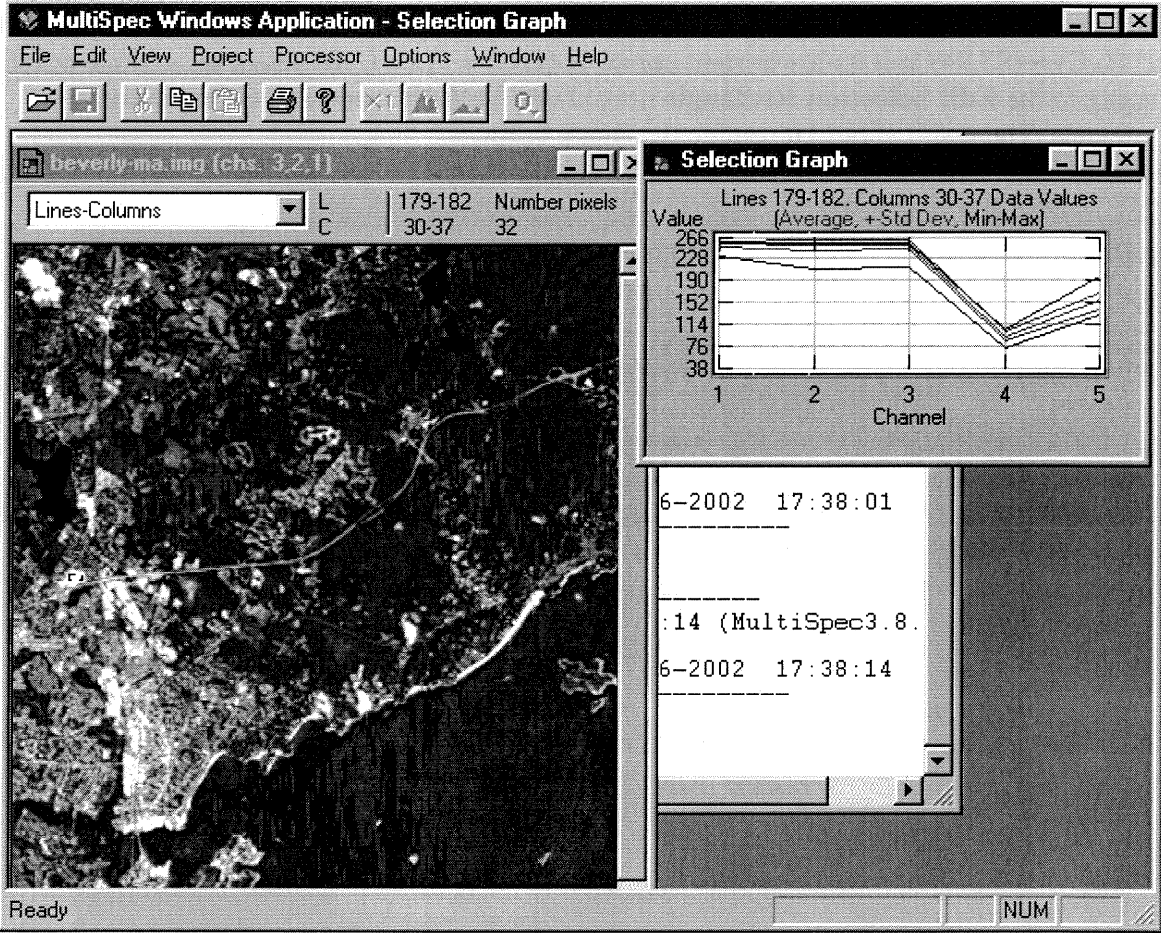 MultiSpec Windows Application - Selection Graph
File Edit View Project Processor Options Window Help
beverly-ma.img (chs. 3,2,1)
Lines-Columns
L 179-182 Number pixels
C 30-37 32
Selection Graph
Lines 179-182. Columns 30-37 Data Values
Value (Average, +-Std Dev, Min-Max)
266
228
190
152
114
76
38
1 2 3 4 5
Channel
6-2002 17:38:01
---------
-------
:14 (MultiSpec3.8.
6-2002 17:38:14
---------
Ready
NUM